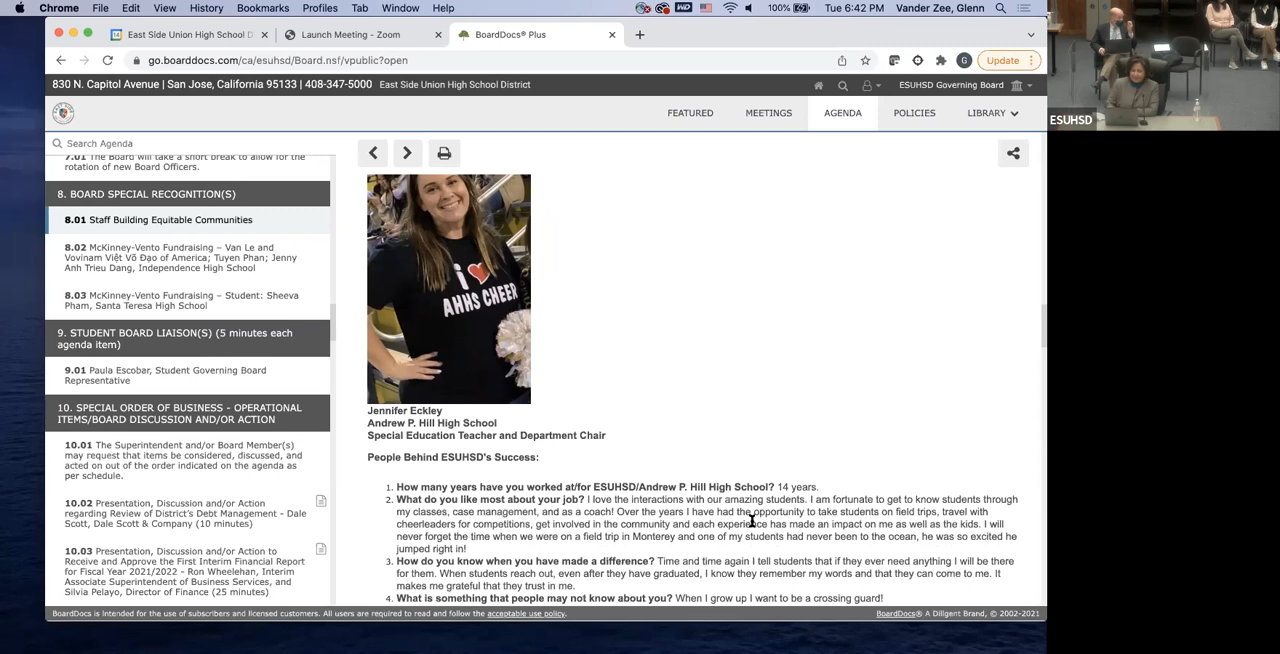 Chrome File Edit View History Bookmarks Profiles Tab Window Help
100% Tue 6:42 PM Vander Zee, Glenn
East Side Union High School D
Launch Meeting - Zoom
BoardDocs® Plus
go.boarddocs.com/ca/esuhsd/Board.nsf/vpublic?open
G
Update
830 N. Capitol Avenue | San Jose, California 95133 | 408-347-5000 East Side Union High School District
ESUHSD Governing Board
FEATURED MEETINGS AGENDA POLICIES LIBRARY
Search Agenda
7.01 The Board will take a short break to allow for the
rotation of new Board Officers.
8. BOARD SPECIAL RECOGNITION(S)
8.01 Staff Building Equitable Communities
8.02 McKinney-Vento Fundraising – Van Le and
Vovinam Việt Võ Đạo of America; Tuyen Phan; Jenny
Anh Trieu Dang, Independence High School
8.03 McKinney-Vento Fundraising – Student: Sheeva
Pham, Santa Teresa High School
9. STUDENT BOARD LIAISON(S) (5 minutes each
agenda item)
9.01 Paula Escobar, Student Governing Board
Representative
10. SPECIAL ORDER OF BUSINESS - OPERATIONAL
ITEMS/BOARD DISCUSSION AND/OR ACTION
10.01 The Superintendent and/or Board Member(s)
may request that items be considered, discussed, and
acted on out of the order indicated on the agenda as
per schedule.
10.02 Presentation, Discussion and/or Action
regarding Review of District's Debt Management - Dale
Scott, Dale Scott & Company (10 minutes)
10.03 Presentation, Discussion and/or Action to
Receive and Approve the First Interim Financial Report
for Fiscal Year 2021/2022 - Ron Wheelehan, Interim
Associate Superintendent of Business Services, and
Silvia Pelayo, Director of Finance (25 minutes)
I
AHHS CHEER
Jennifer Eckley
Andrew P. Hill High School
Special Education Teacher and Department Chair
People Behind ESUHSD's Success:
1. How many years have you worked at/for ESUHSD/Andrew P. Hill High School? 14 years.
2. What do you like most about your job? I love the interactions with our amazing students. I am fortunate to get to know students through
my classes, case management, and as a coach! Over the years I have had the opportunity to take students on field trips, travel with
cheerleaders for competitions, get involved in the community and each experience has made an impact on me as well as the kids. I will
never forget the time when we were on a field trip in Monterey and one of my students had never been to the ocean, he was so excited he
jumped right in!
3. How do you know when you have made a difference? Time and time again I tell students that if they ever need anything I will be there
for them. When students reach out, even after they have graduated, I know they remember my words and that they can come to me. It
makes me grateful that they trust in me.
4. What is something that people may not know about you? When I grow up I want to be a crossing guard!
BoardDocs is intended for the use of subscribers and licensed customers. All users are required to read and follow the acceptable use policy.
BoardDocs® A Diligent Brand, © 2002-2021
ESUHSD